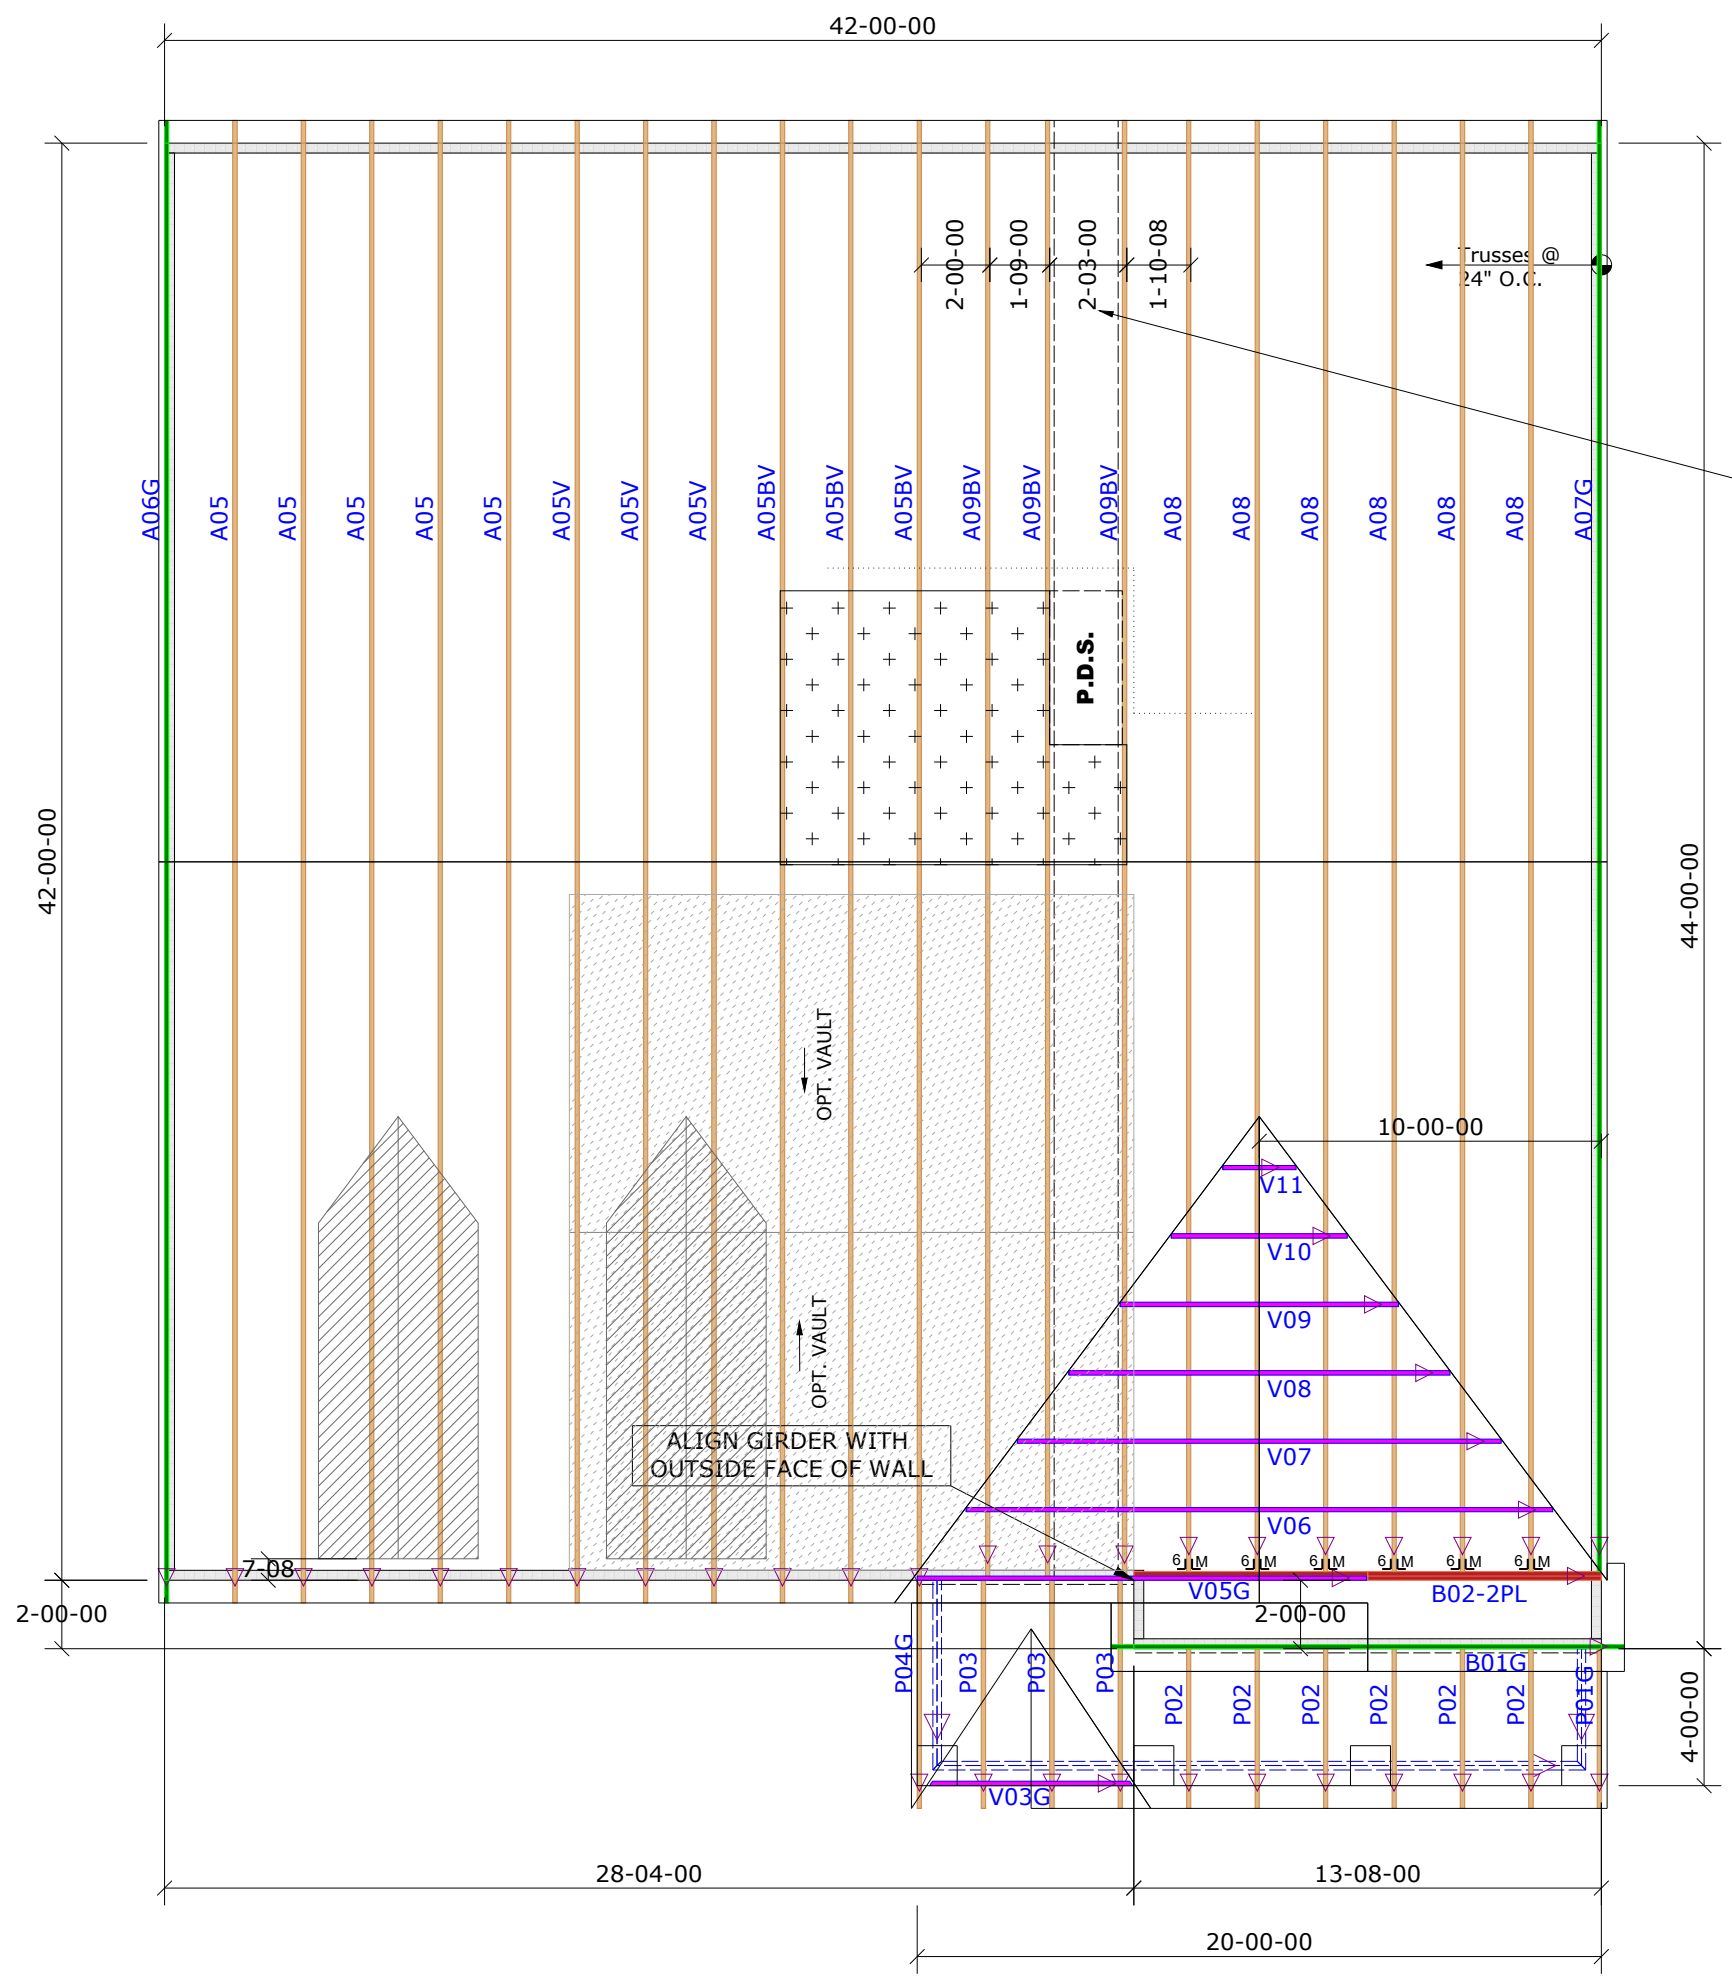 42-00-00
2-00-00
1-09-00
2-03-00
1-10-08
Trusses @
24" O.C.
A06G
A05
A05
A05
A05
A05
A05V
A05V
A05V
A05BV
A05BV
A05BV
A09BV
A09BV
A09BV
A08
A08
A08
A08
A08
A08
A07G
P.D.S.
42-00-00
44-00-00
OPT. VAULT
10-00-00
V11
V10
V09
OPT. VAULT
V08
ALIGN GIRDER WITH
OUTSIDE FACE OF WALL
V07
V06
7-08
V05G
B02-2PL
2-00-00
2-00-00
P04G
P03
P03
P03
B01G
P02
P02
P02
P02
P02
P02
P01G
4-00-00
V03G
28-04-00
13-08-00
20-00-00